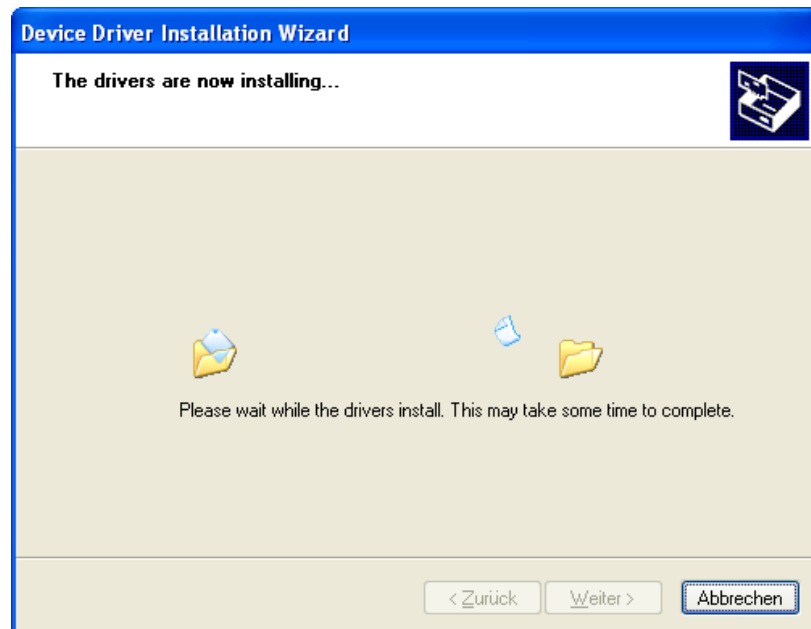 Device Driver Installation Wizard
The drivers are now installing...
Please wait while the drivers install. This may take some time to complete.
< Zurück Weiter > Abbrechen